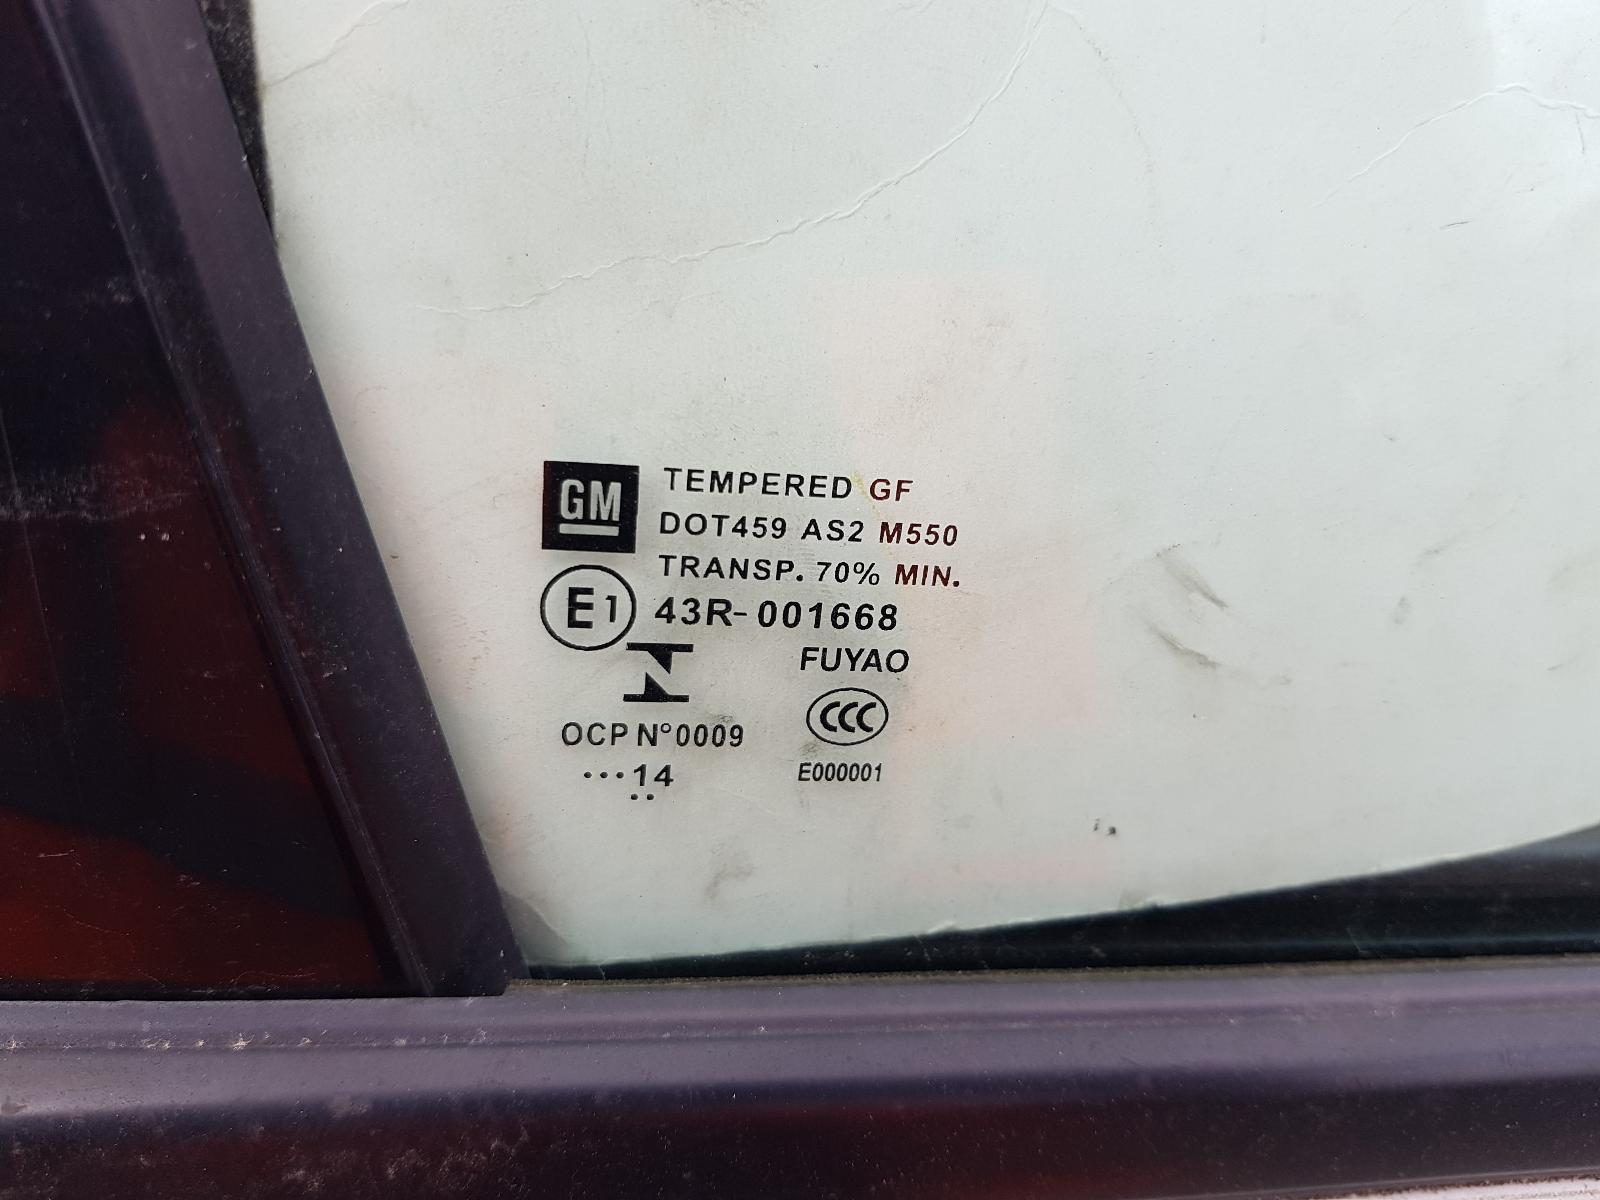 GM
TEMPERED GF
DOT459 AS2 M550
TRANSP. 70% MIN.
E1 43R-001668
FUYAO
OCP N°0009
CCC
···14
··
E000001